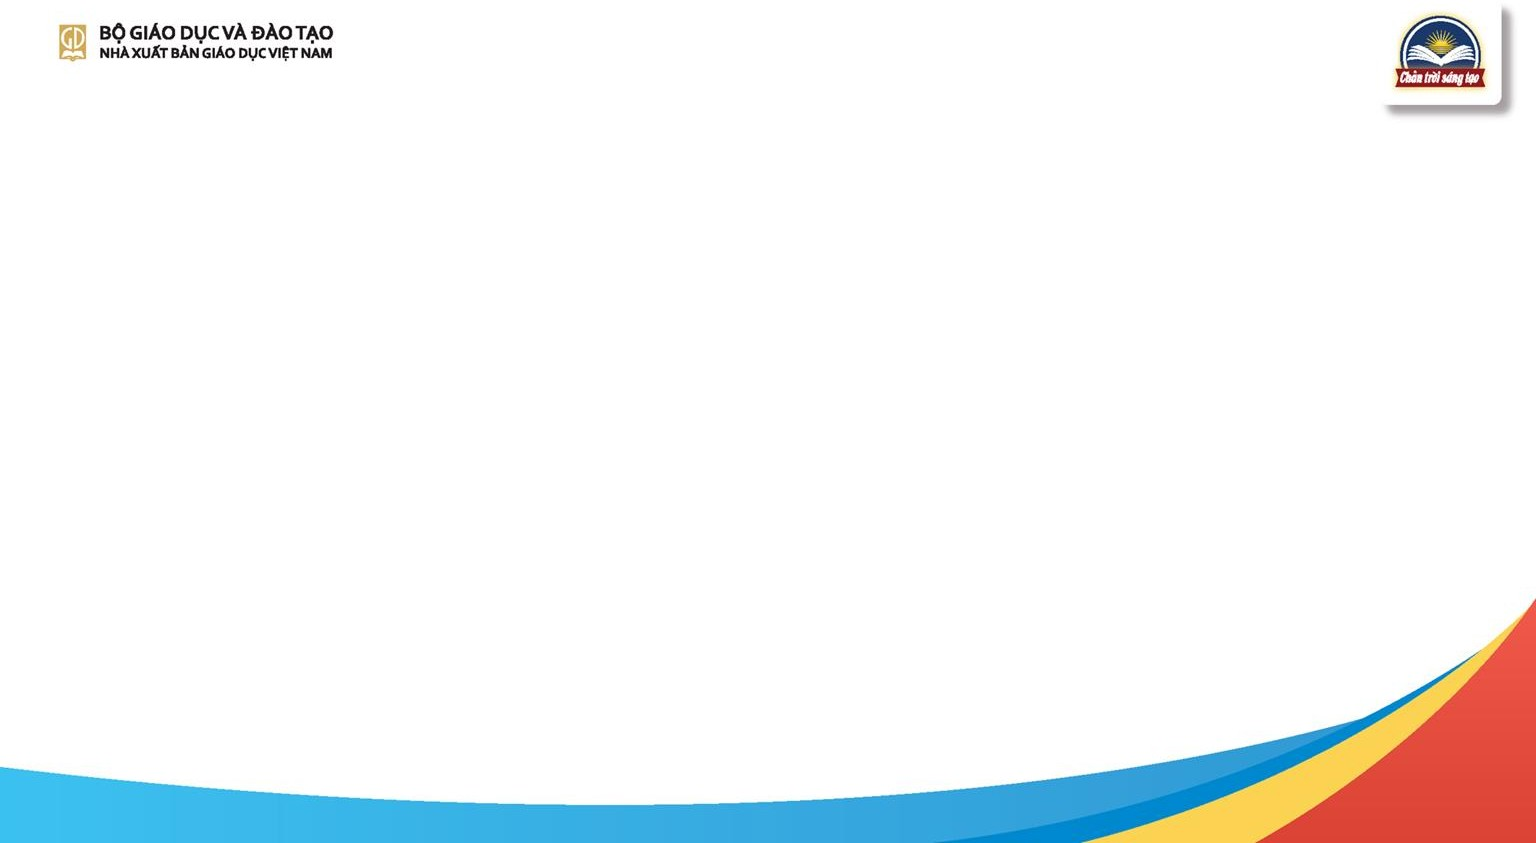 BỘ GIÁO DỤC VÀ ĐÀO TẠO
NHÀ XUẤT BẢN GIÁO DỤC VIỆT NAM
Chân trời sáng tạo